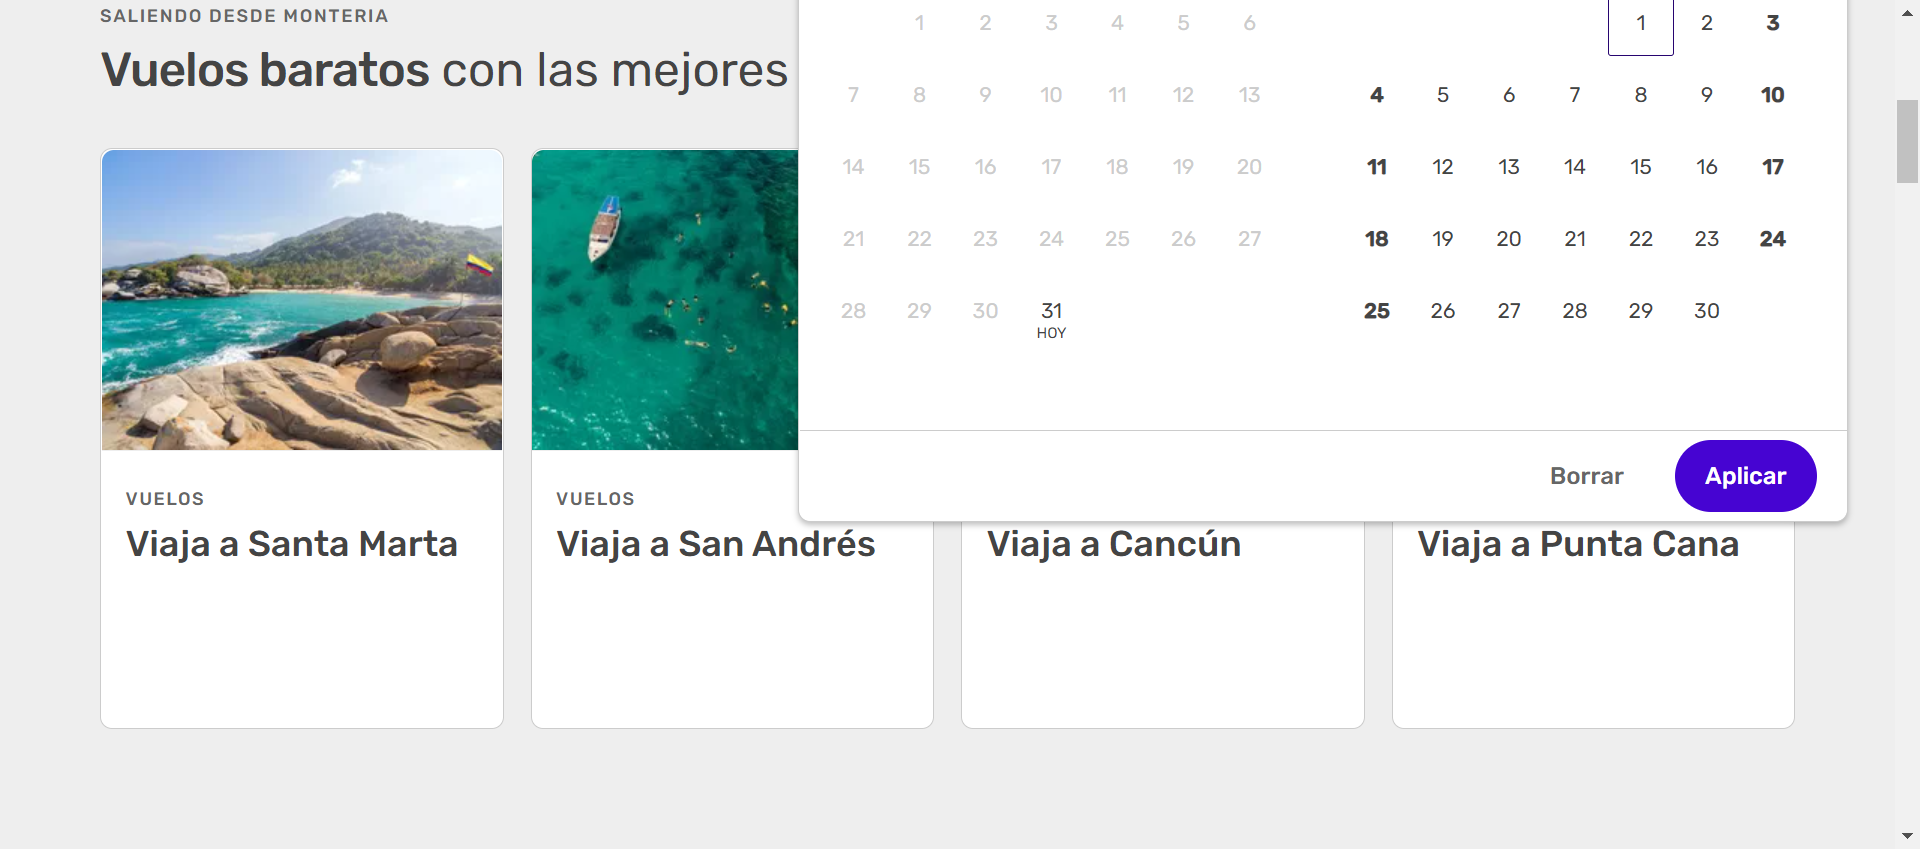 SALIENDO DESDE MONTERIA
Vuelos baratos con las mejores
1 2 3 4 5 6
7 8 9 10 11 12 13
14 15 16 17 18 19 20
21 22 23 24 25 26 27
28 29 30 31
HOY
1 2 3
4 5 6 7 8 9 10
11 12 13 14 15 16 17
18 19 20 21 22 23 24
25 26 27 28 29 30
Borrar Aplicar
VUELOS
Viaja a Santa Marta
VUELOS
Viaja a San Andrés
Viaja a Cancún
Viaja a Punta Cana